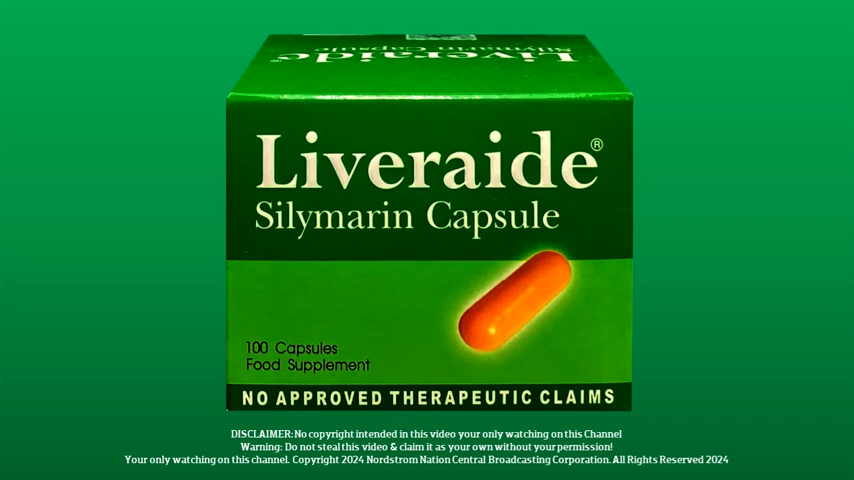 Silymarin Capsule
Liveraide
Liveraide®
Silymarin Capsule
100 Capsules
Food Supplement
NO APPROVED THERAPEUTIC CLAIMS
DISCLAIMER: No copyright intended in this video your only watching on this Channel
Warning: Do not steal this video & claim it as your own without your permission!
Your only watching on this channel. Copyright 2024 Nordstrom Nation Central Broadcasting Corporation. All Rights Reserved 2024